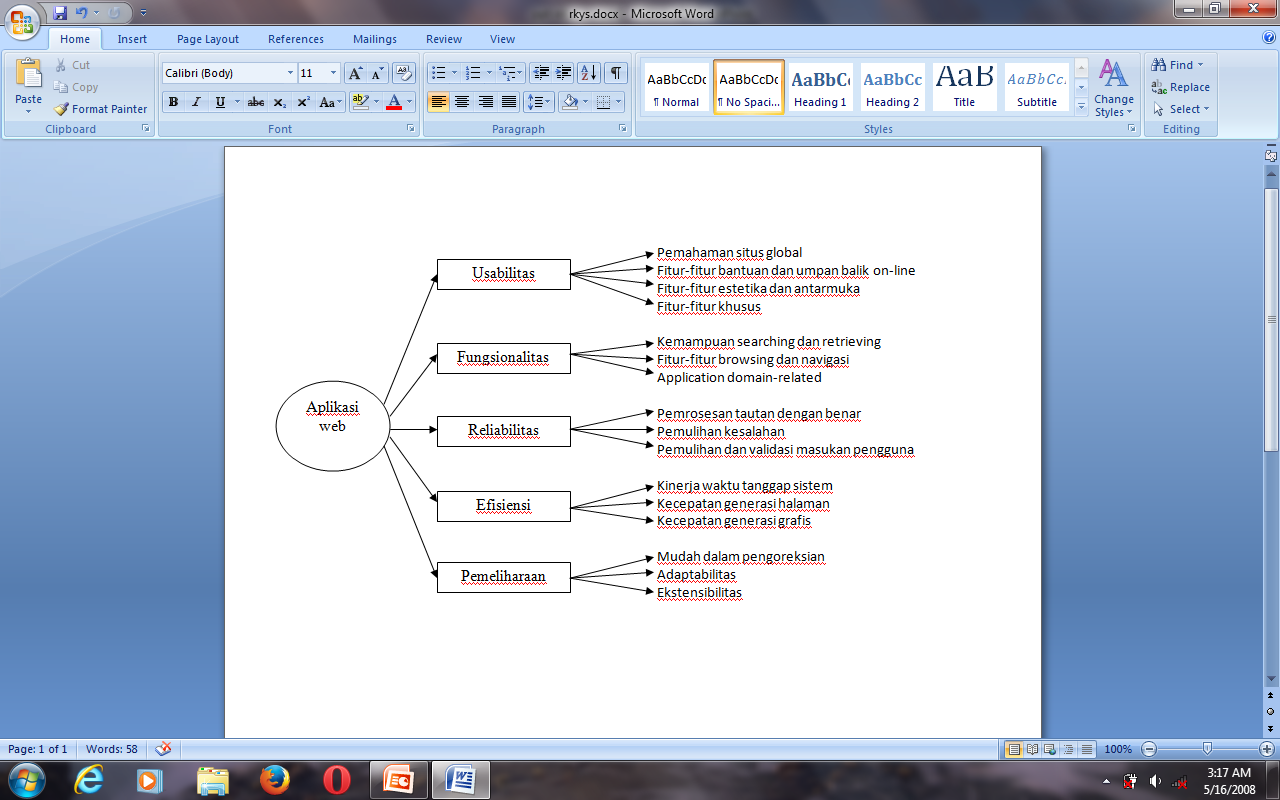 rkys.docx - Microsoft Word
Home Insert Page Layout References Mailings Review View
Paste
Cut
Copy
Format Painter
Clipboard
Calibri (Body) 11
B I U abc x₂ x² Aa
Font
Paragraph
AaBbCcDc AaBbCcDc AaBbCc AaBbCc AaB AaBbCcL
¶ Normal ¶ No Spaci... Heading 1 Heading 2 Title Subtitle
Change
Styles
Styles
Find
Replace
Select
Editing
Aplikasi
web
Usabilitas
Pemahaman situs global
Fitur-fitur bantuan dan umpan balik on-line
Fitur-fitur estetika dan antarmuka
Fitur-fitur khusus
Fungsionalitas
Kemampuan searching dan retrieving
Fitur-fitur browsing dan navigasi
Application domain-related
Reliabilitas
Pemrosesan tautan dengan benar
Pemulihan kesalahan
Pemulihan dan validasi masukan pengguna
Efisiensi
Kinerja waktu tanggap sistem
Kecepatan generasi halaman
Kecepatan generasi grafis
Pemeliharaan
Mudah dalam pengoreksian
Adaptabilitas
Ekstensibilitas
Page: 1 of 1 Words: 58 100%
3:17 AM
5/16/2008